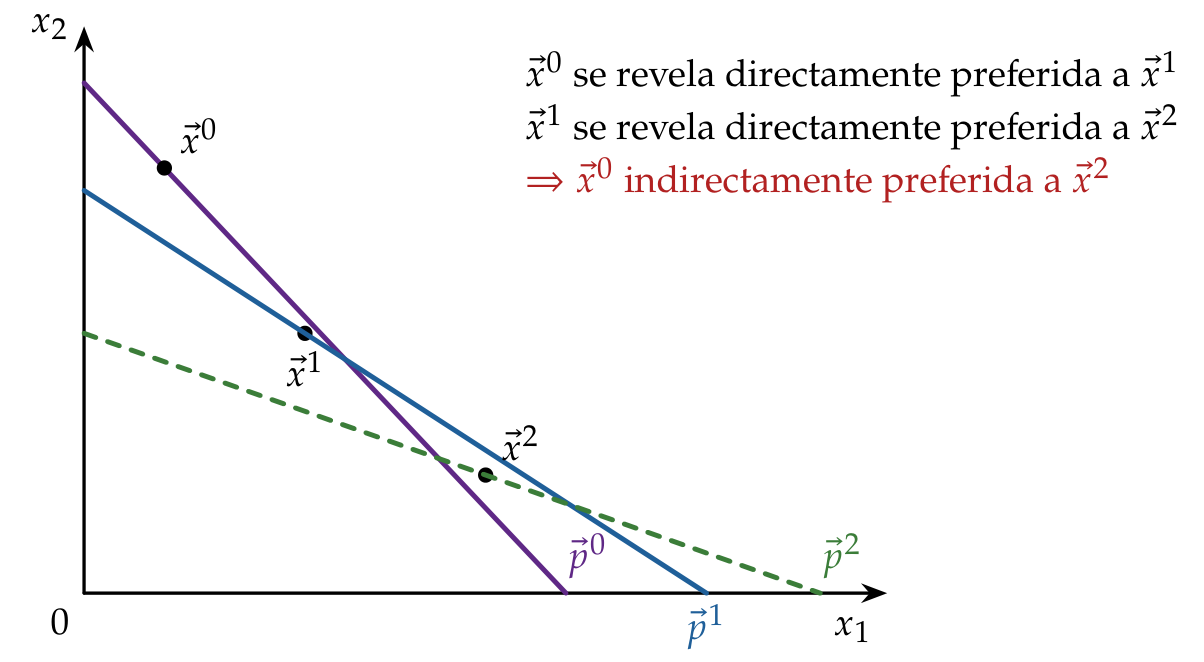 x₂
x⃗⁰ se revela directamente preferida a x⃗¹
x⃗¹ se revela directamente preferida a x⃗²
⇒ x⃗⁰ indirectamente preferida a x⃗²
x⃗⁰
x⃗¹
x⃗²
p⃗⁰
p⃗²
0
p⃗¹
x₁